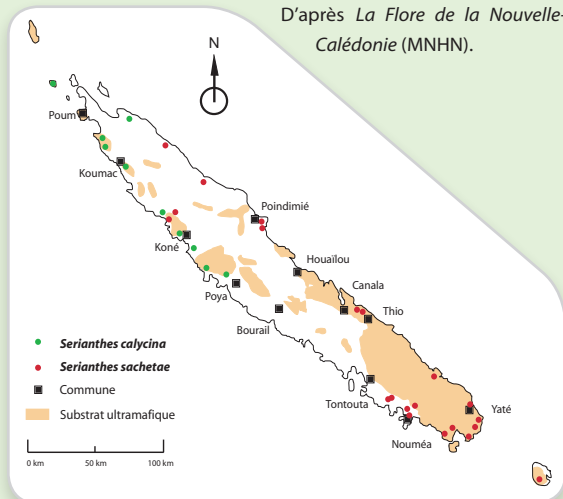 D'après La Flore de la Nouvelle-
Calédonie (MNHN).
N
Poum
Koumac
Poindimié
Koné
Houaïlou
Canala
Poya
Thio
Bourail
Serianthes calycina
Serianthes sachetae
Commune
Substrat ultramafique
Tontouta
Yaté
Nouméa
0 km 50 km 100 km